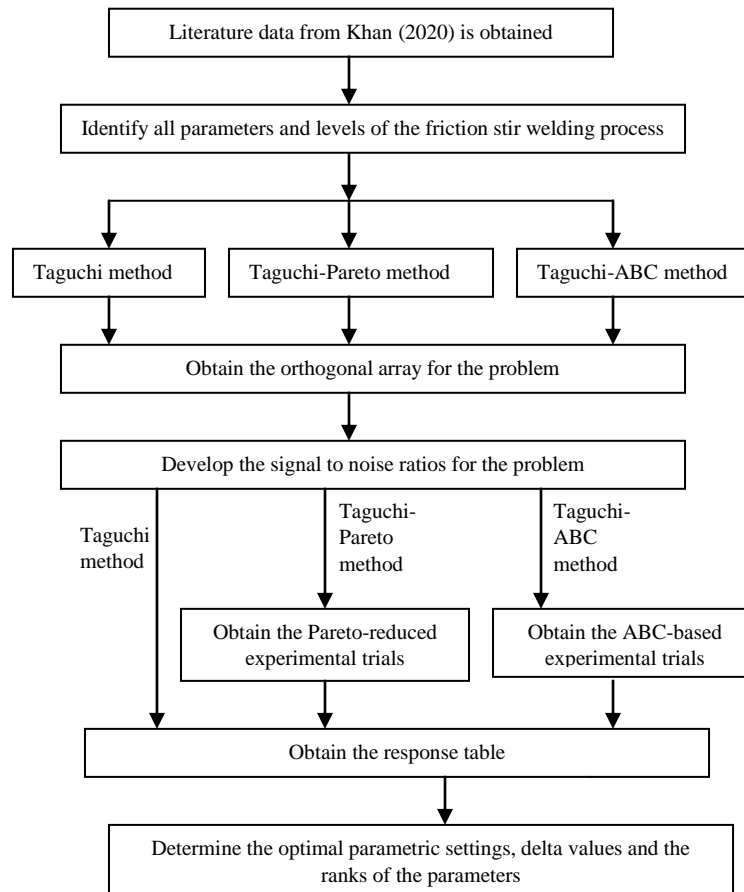 Literature data from Khan (2020) is obtained
Identify all parameters and levels of the friction stir welding process
Taguchi method
Taguchi-Pareto method
Taguchi-ABC method
Obtain the orthogonal array for the problem
Develop the signal to noise ratios for the problem
Taguchi
method
Taguchi-
Pareto
method
Taguchi-
ABC
method
Obtain the Pareto-reduced
experimental trials
Obtain the ABC-based
experimental trials
Obtain the response table
Determine the optimal parametric settings, delta values and the
ranks of the parameters